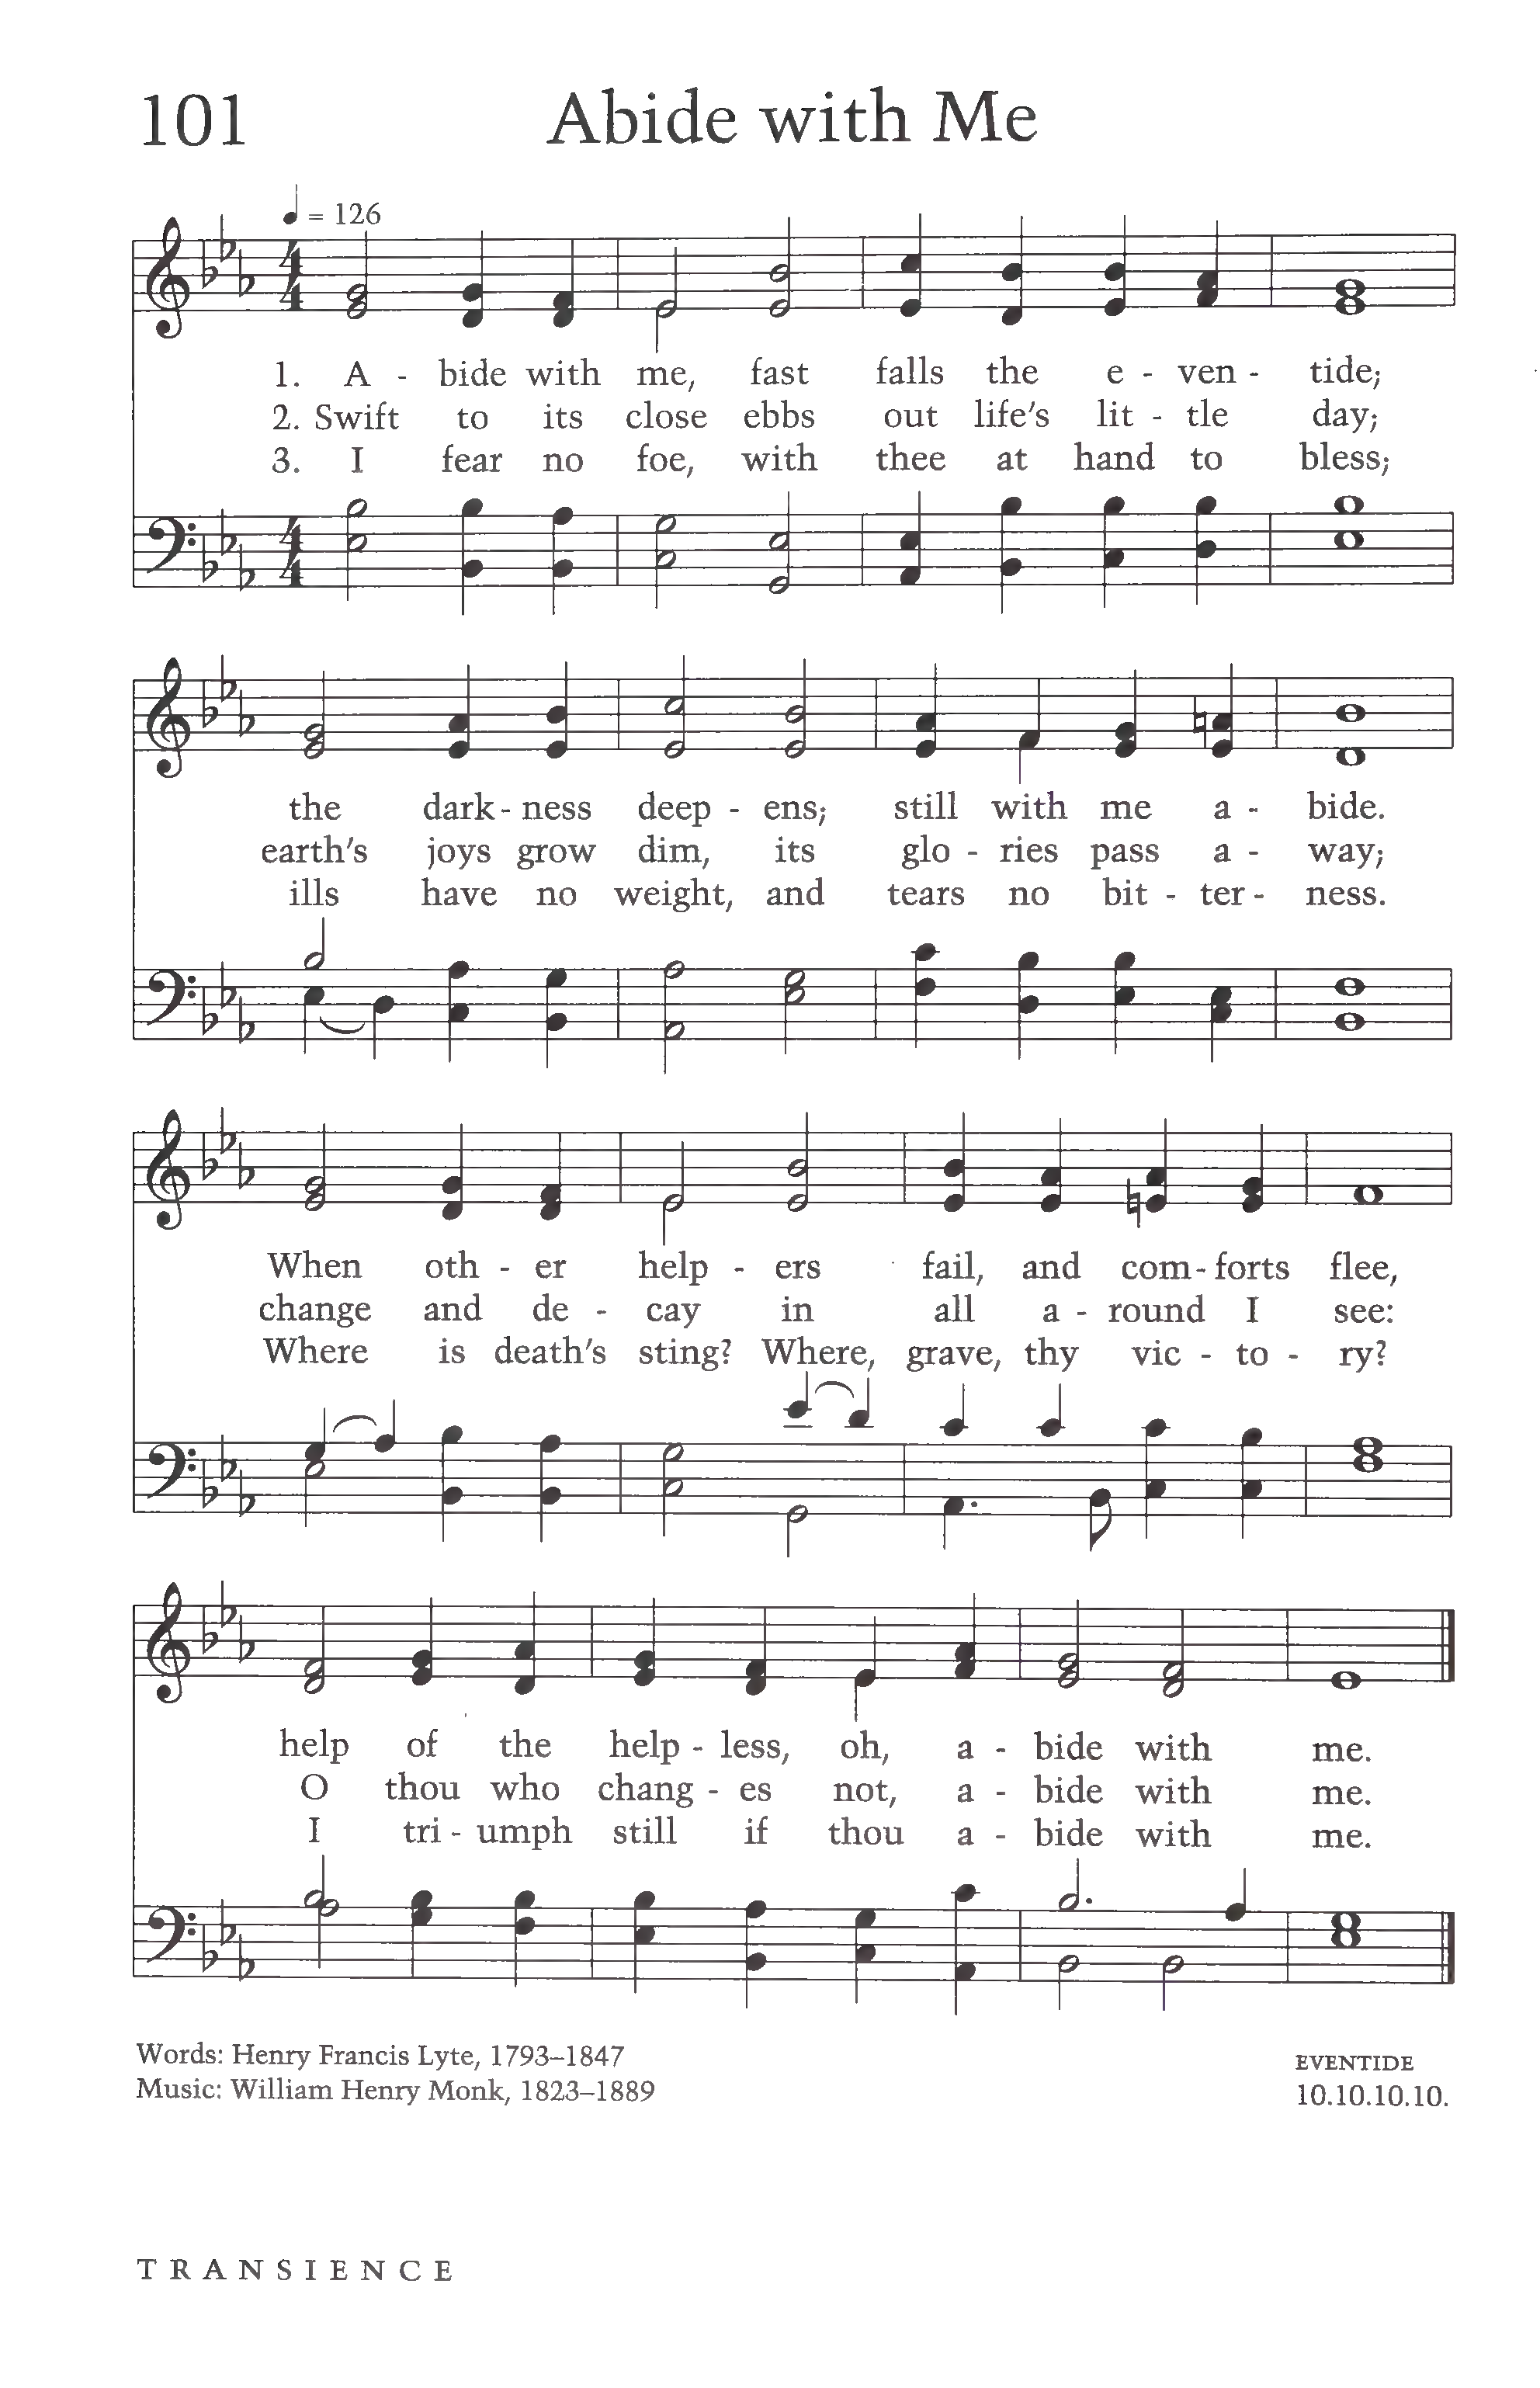 101 Abide with Me
= 126
4/4
1. A - bide with me, fast falls the e - ven - tide;
2. Swift to its close ebbs out life's lit - tle day;
3. I fear no foe, with thee at hand to bless;
4/4
the dark - ness deep - ens; still with me a - bide.
earth's joys grow dim, its glo - ries pass a - way;
ills have no weight, and tears no bit - ter - ness.
When oth - er help - ers fail, and com - forts flee,
change and de - cay in all a - round I see:
Where is death's sting? Where, grave, thy vic - to - ry?
help of the help - less, oh, a - bide with me.
O thou who chang - es not, a - bide with me.
I tri - umph still if thou a - bide with me.
Words: Henry Francis Lyte, 1793–1847
Music: William Henry Monk, 1823–1889
EVENTIDE
10.10.10.10.
TRANSIENCE